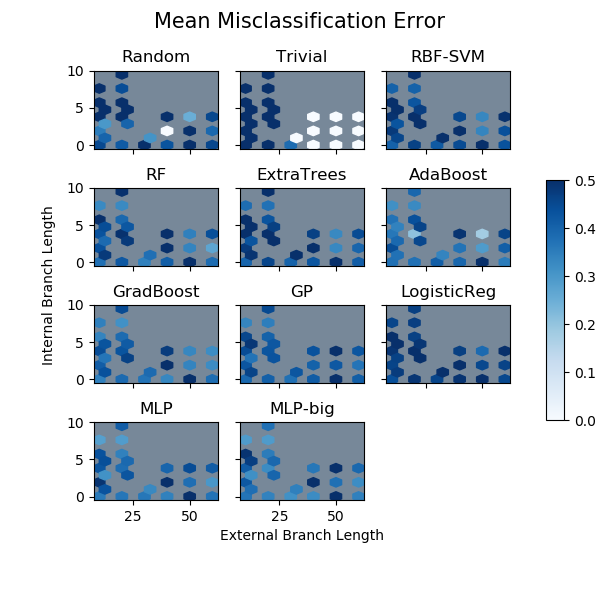 Mean Misclassification Error
Random Trivial RBF-SVM
10
5
0
RF ExtraTrees AdaBoost
10
5
0
GradBoost GP LogisticReg
10
5
0
MLP MLP-big
10
5
0
25 50 25 50
External Branch Length
Internal Branch Length
0.5
0.4
0.3
0.2
0.1
0.0